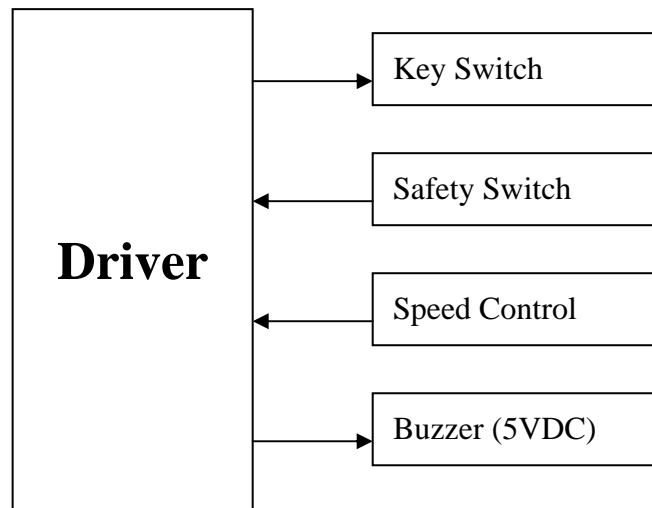 Key Switch
Safety Switch
Driver
Speed Control
Buzzer (5VDC)